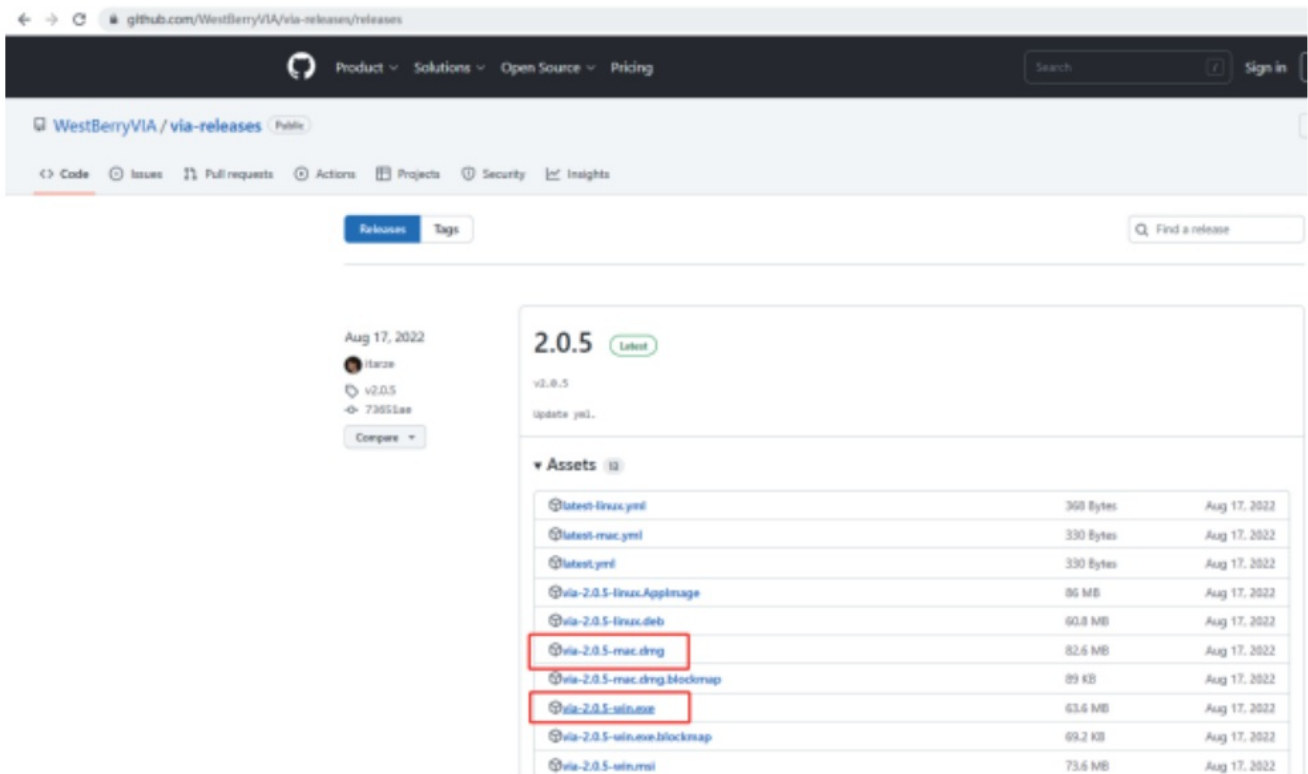 github.com/WestBerryVIA/via-releases/releases
Product Solutions Open Source Pricing Search / Sign in
WestBerryVIA / via-releases Public
Code Issues Pull requests Actions Projects Security Insights
Releases Tags Find a release
Aug 17, 2022
itarze
v2.0.5
73651ae
Compare
2.0.5 Latest
v2.0.5
Update yml.
Assets 12
latest-linux.yml 368 Bytes Aug 17, 2022
latest-mac.yml 330 Bytes Aug 17, 2022
latest.yml 330 Bytes Aug 17, 2022
via-2.0.5-linux.AppImage 86 MB Aug 17, 2022
via-2.0.5-linux.deb 60.8 MB Aug 17, 2022
via-2.0.5-mac.dmg 82.6 MB Aug 17, 2022
via-2.0.5-mac.dmg.blockmap 89 KB Aug 17, 2022
via-2.0.5-win.exe 63.6 MB Aug 17, 2022
via-2.0.5-win.exe.blockmap 69.2 KB Aug 17, 2022
via-2.0.5-win.msi 73.6 MB Aug 17, 2022